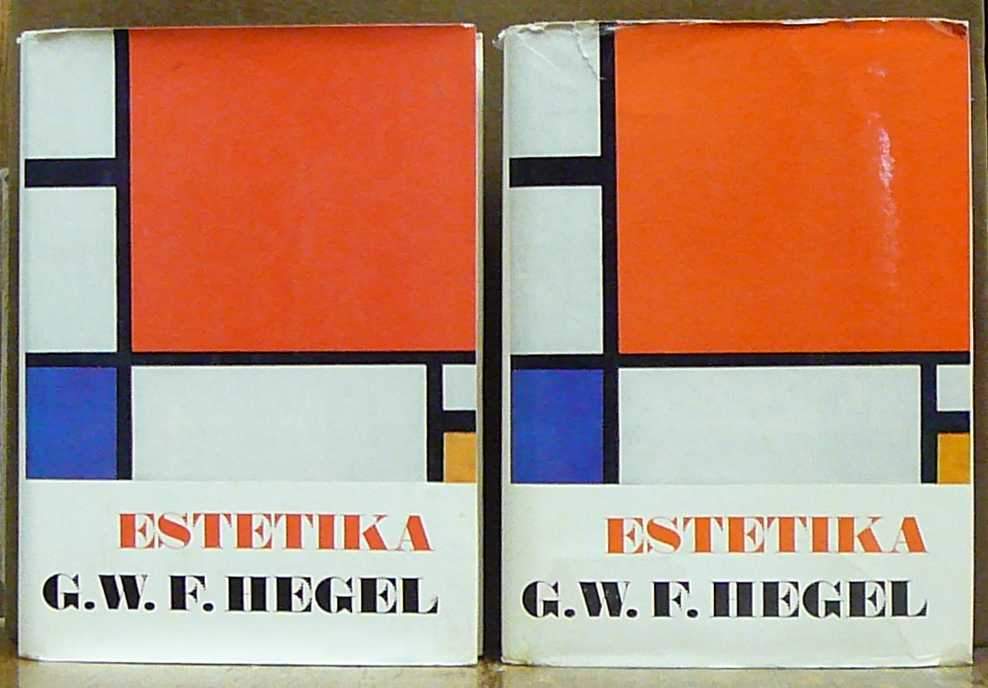 ESTETIKA
G.W. F. HEGEL
ESTETIKA
G.W. F. HEGEL